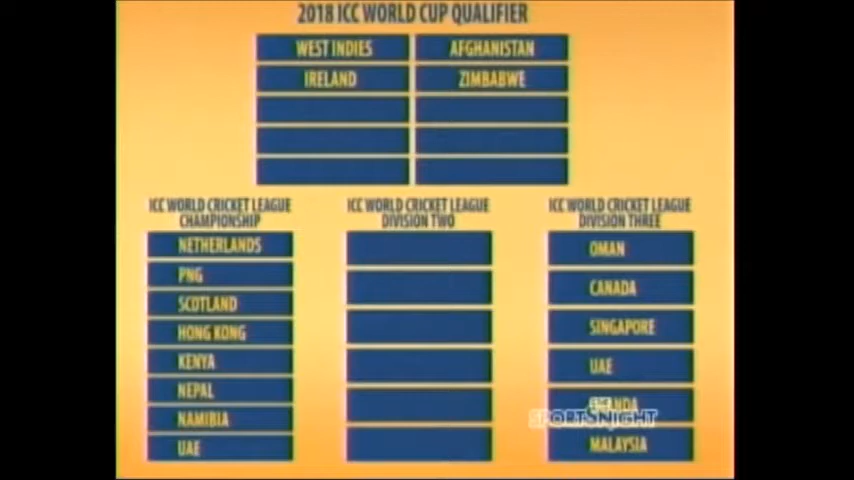 2018 ICC WORLD CUP QUALIFIER
WEST INDIES
AFGHANISTAN
IRELAND
ZIMBABWE
ICC WORLD CRICKET LEAGUE
CHAMPIONSHIP
NETHERLANDS
PNG
SCOTLAND
HONG KONG
KENYA
NEPAL
NAMIBIA
UAE
ICC WORLD CRICKET LEAGUE
DIVISION TWO
ICC WORLD CRICKET LEAGUE
DIVISION THREE
OMAN
CANADA
SINGAPORE
UAE
SPORTSNIGHT
MALAYSIA